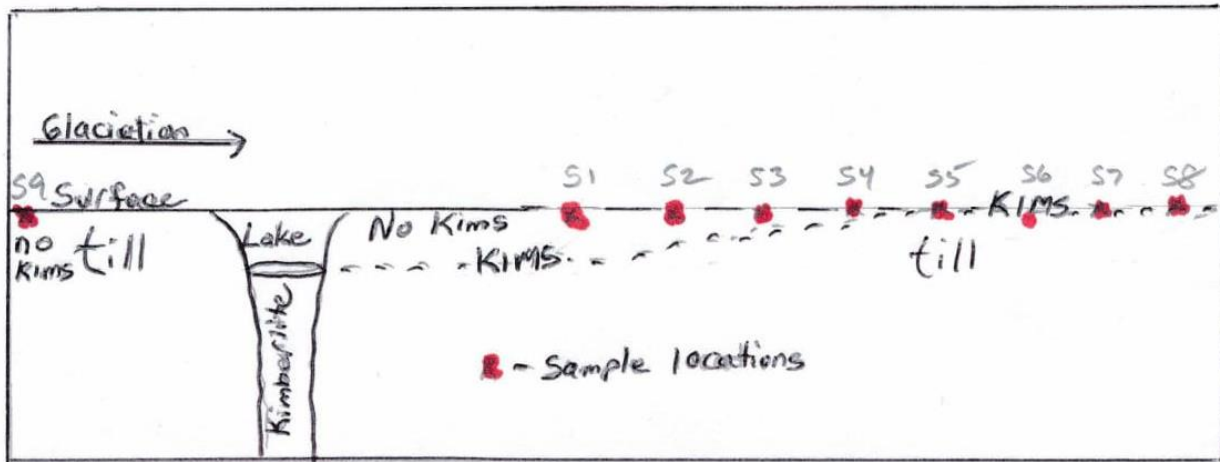 Glaciation
S9 Surface
S1 S2 S3 S4 S5 S6 S7 S8
no Kims
till
Lake
No Kims
Kims
Kims
till
Kimberlite
- Sample locations